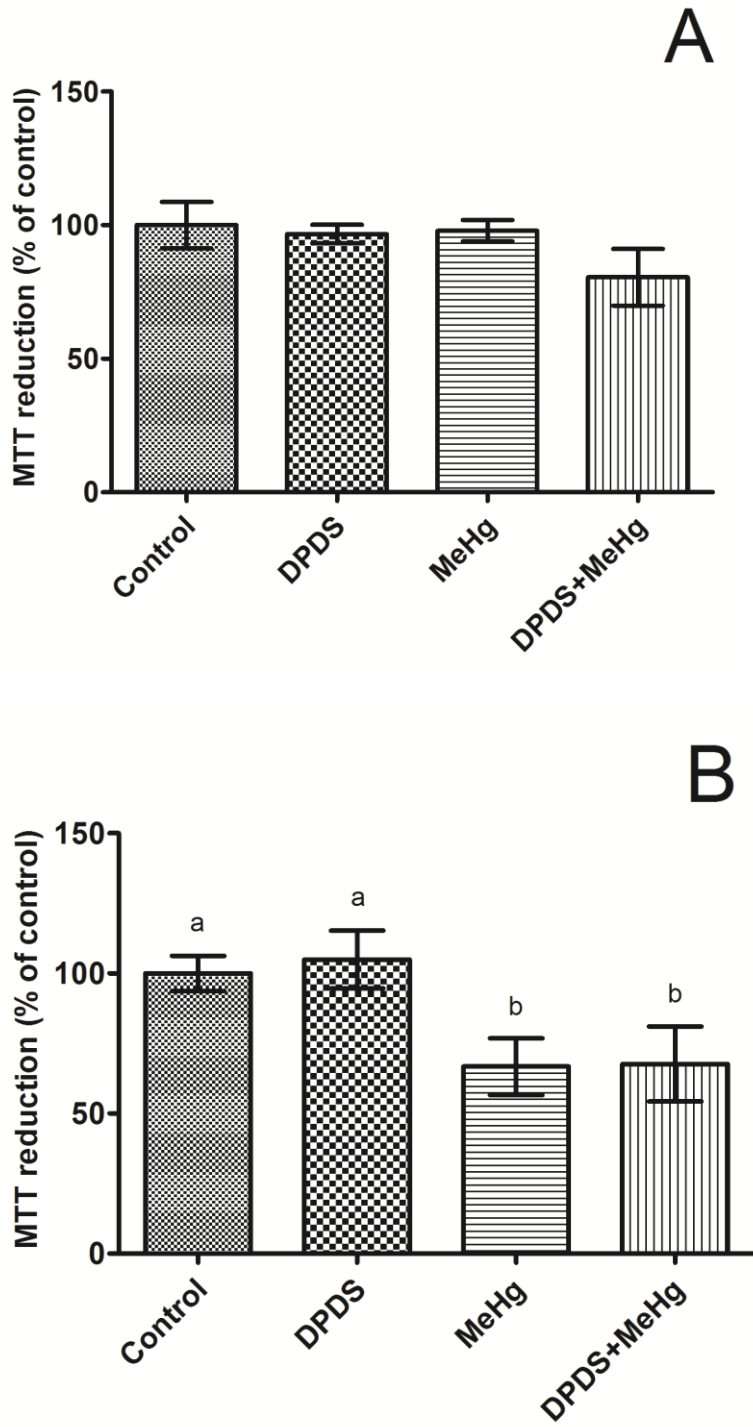 A
MTT reduction (% of control)
150
100
50
0
Control
DPDS
MeHg
DPDS+MeHg
B
MTT reduction (% of control)
150
100
50
0
a
a
b
b
Control
DPDS
MeHg
DPDS+MeHg